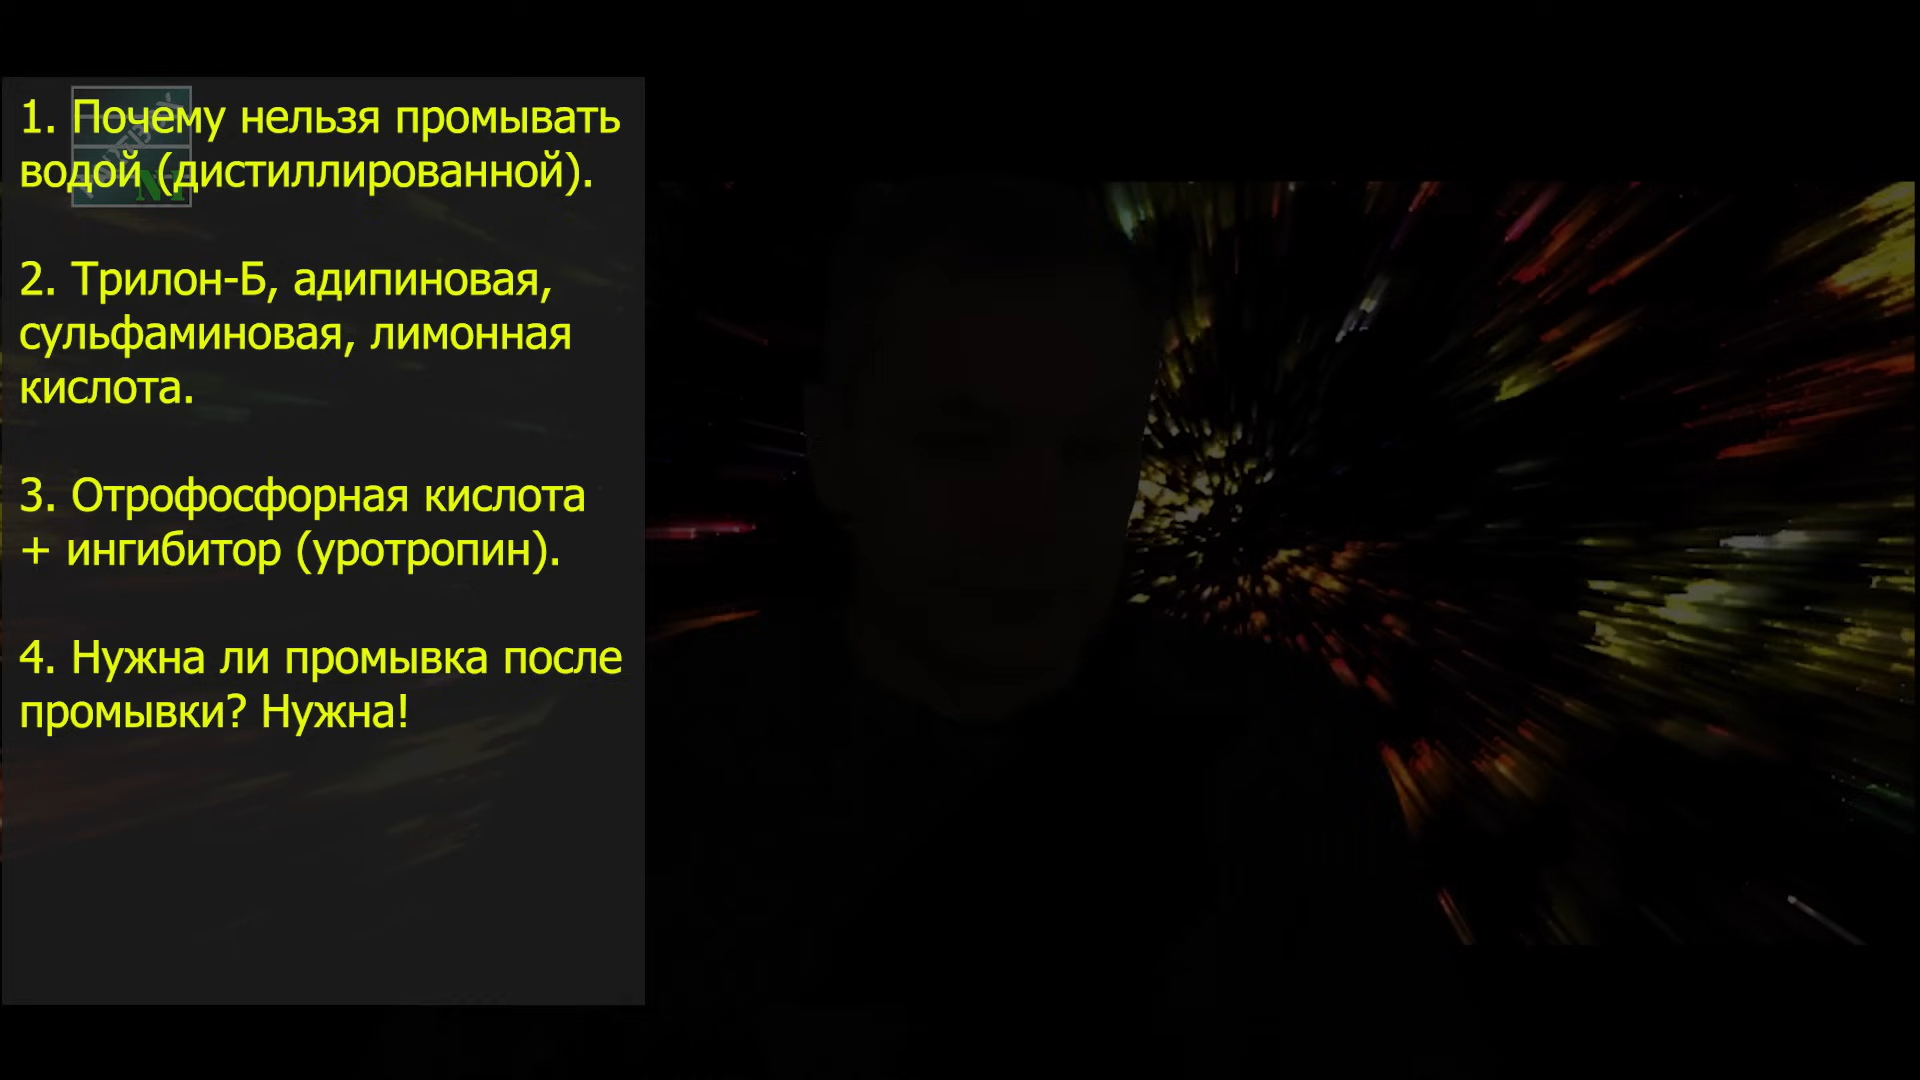 1. Почему нельзя промывать
водой (дистиллированной).
2. Трилон-Б, адипиновая,
сульфаминовая, лимонная
кислота.
3. Отрофосфорная кислота
+ ингибитор (уротропин).
4. Нужна ли промывка после
промывки? Нужна!